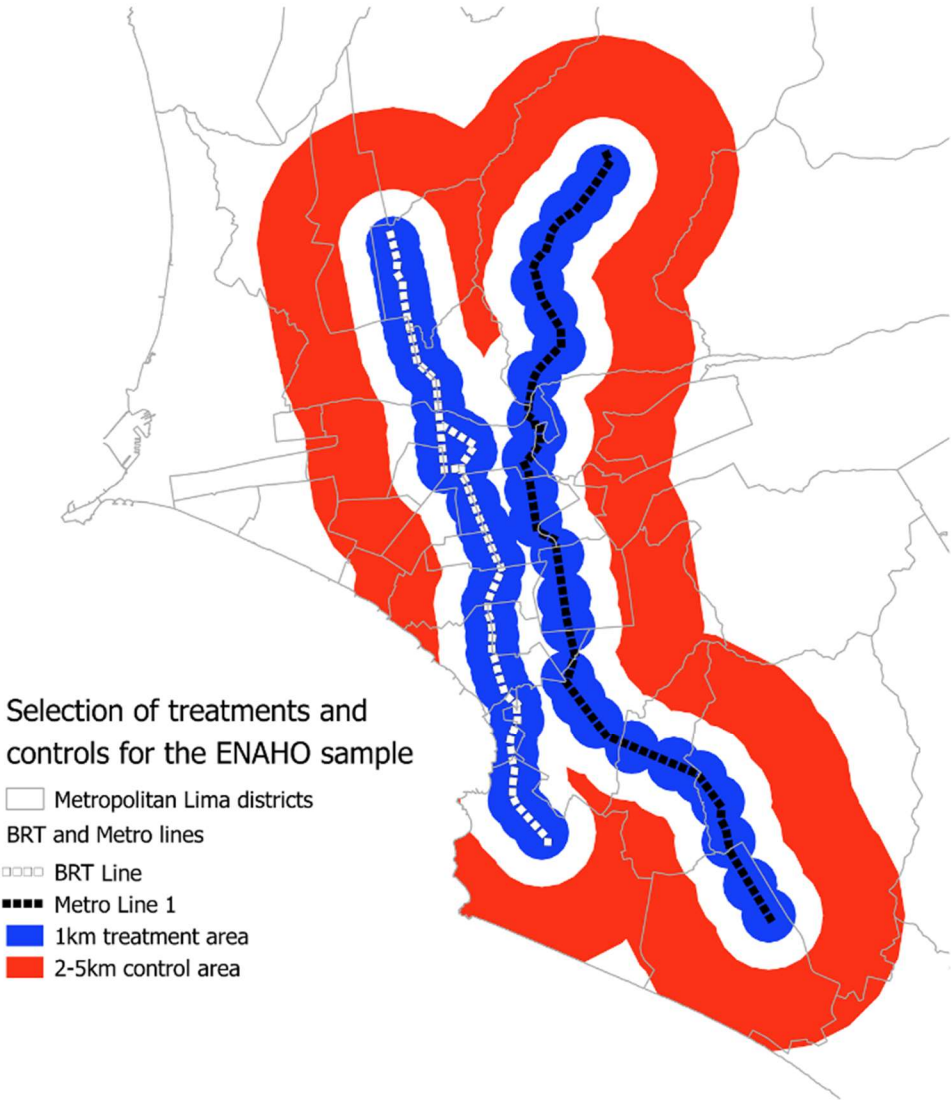 Selection of treatments and
controls for the ENAHO sample
Metropolitan Lima districts
BRT and Metro lines
BRT Line
Metro Line 1
1km treatment area
2-5km control area